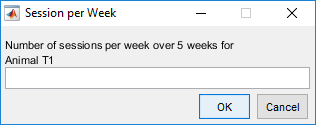 Session per Week
Number of sessions per week over 5 weeks for
Animal T1
OK
Cancel